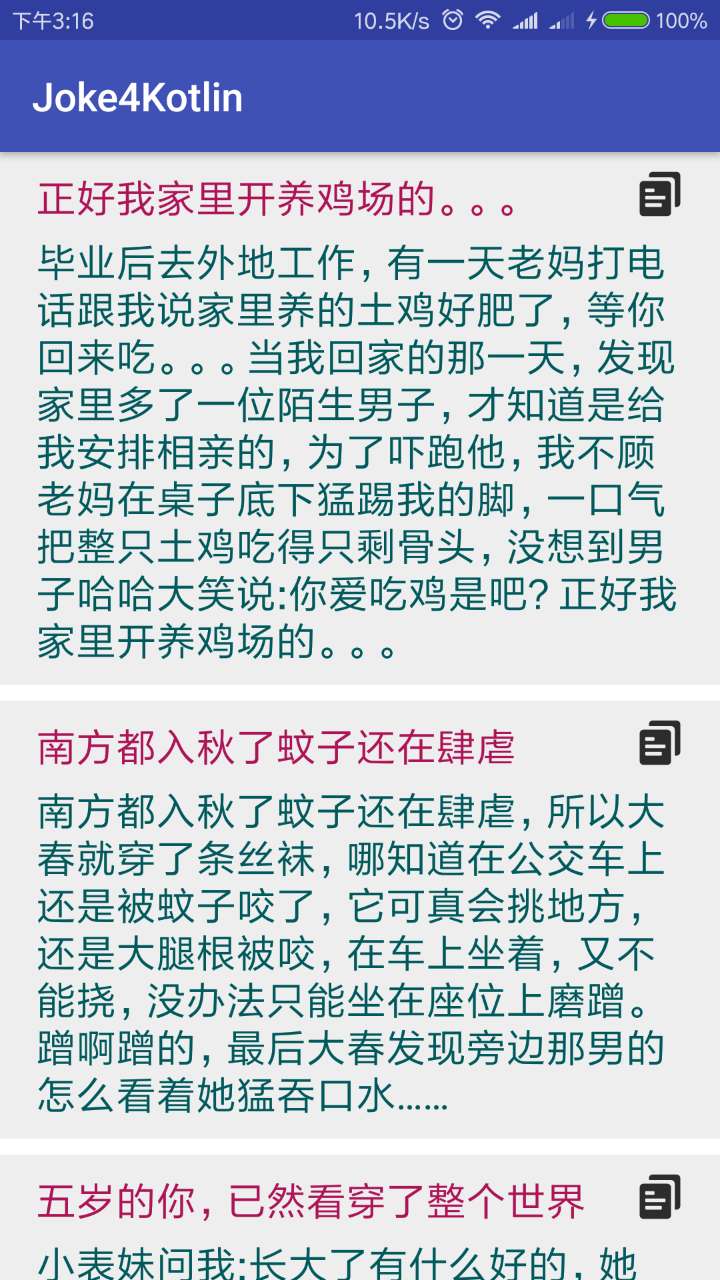 下午3:16 10.5K/s 100%
Joke4Kotlin
正好我家里开养鸡场的。。。
毕业后去外地工作，有一天老妈打电
话跟我说家里养的土鸡好肥了，等你
回来吃。。。当我回家的那一天，发现
家里多了一位陌生男子，才知道是给
我安排相亲的，为了吓跑他，我不顾
老妈在桌子底下猛踢我的脚，一口气
把整只土鸡吃得只剩骨头，没想到男
子哈哈大笑说:你爱吃鸡是吧？正好我
家里开养鸡场的。。。
南方都入秋了蚊子还在肆虐
南方都入秋了蚊子还在肆虐，所以大
春就穿了条丝袜，哪知道在公交车上
还是被蚊子咬了，它可真会挑地方，
还是大腿根被咬，在车上坐着，又不
能挠，没办法只能坐在座位上磨蹭。
蹭啊蹭的，最后大春发现旁边那男的
怎么看着她猛吞口水……
五岁的你，已然看穿了整个世界
小表妹问我:长大了有什么好的，她